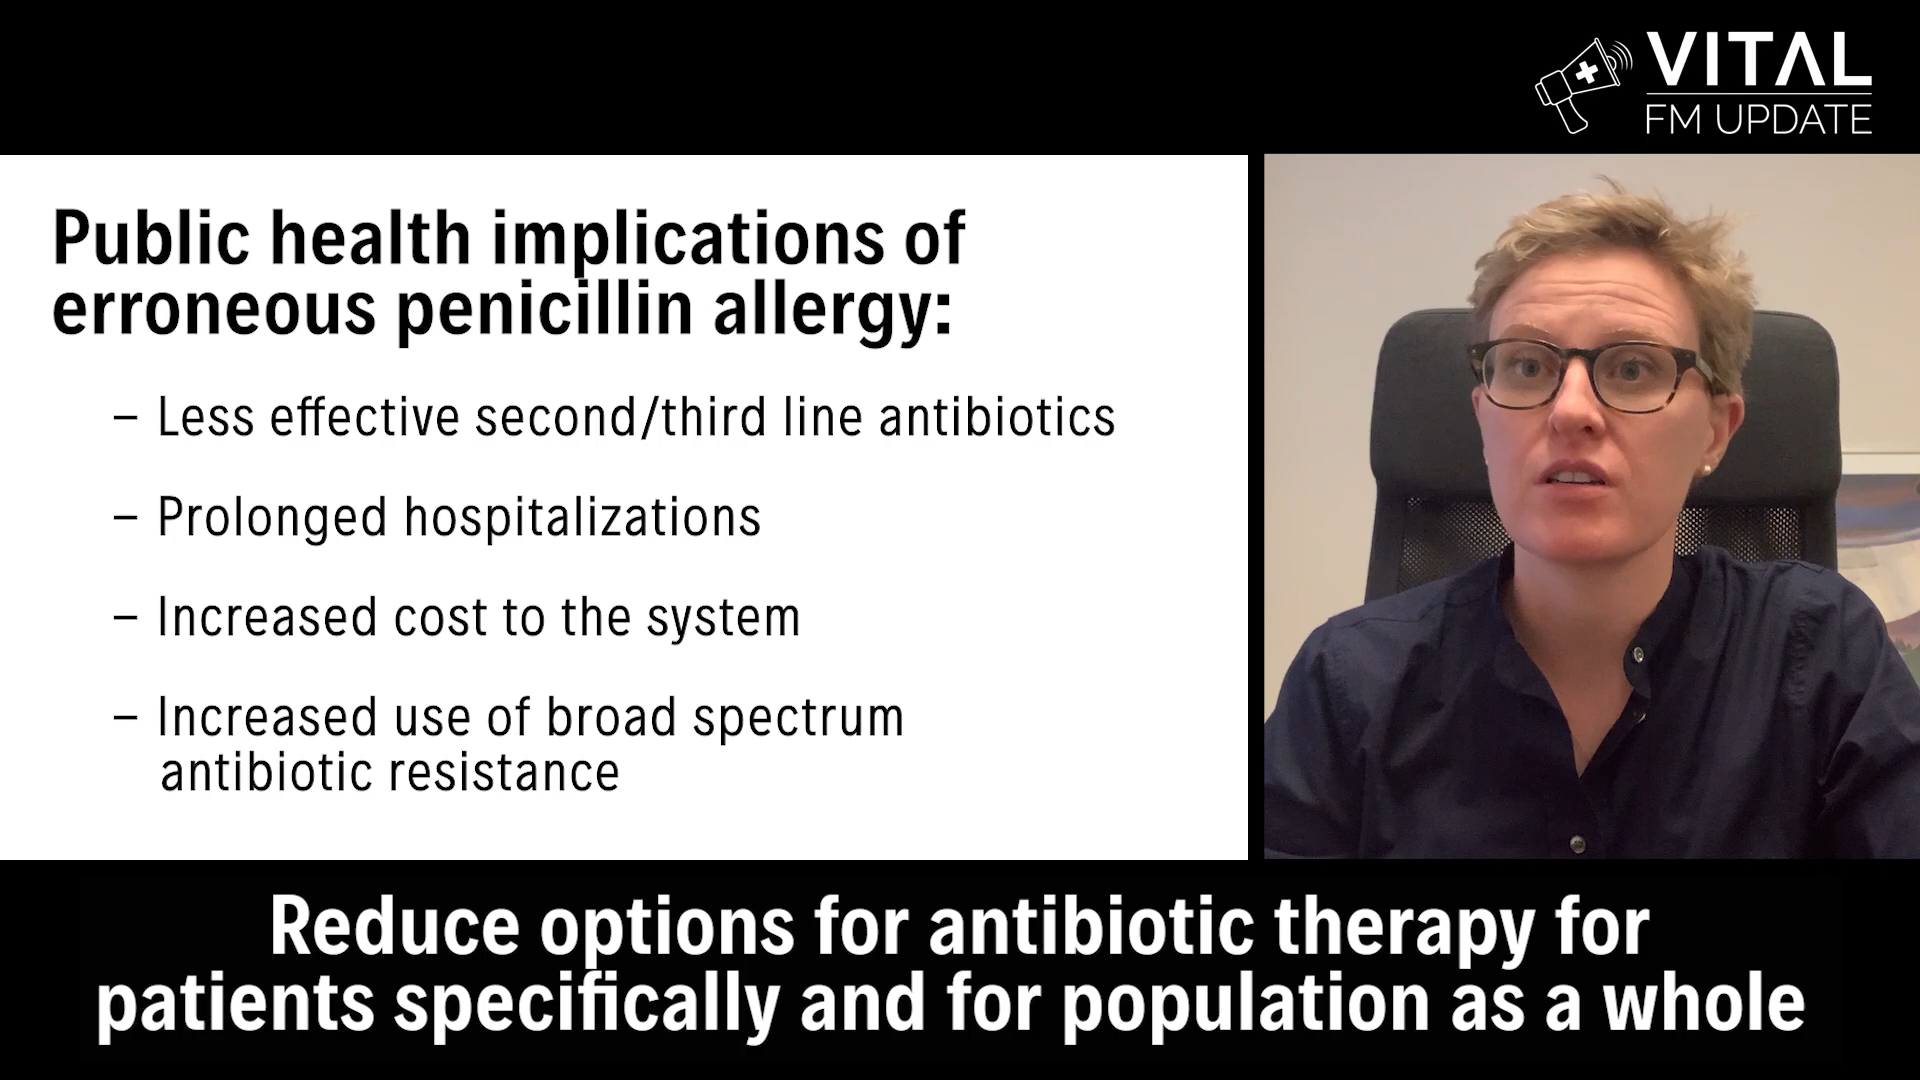 VITAL
FM UPDATE
Public health implications of
erroneous penicillin allergy:
– Less effective second/third line antibiotics
– Prolonged hospitalizations
– Increased cost to the system
– Increased use of broad spectrum
antibiotic resistance
Reduce options for antibiotic therapy for
patients specifically and for population as a whole